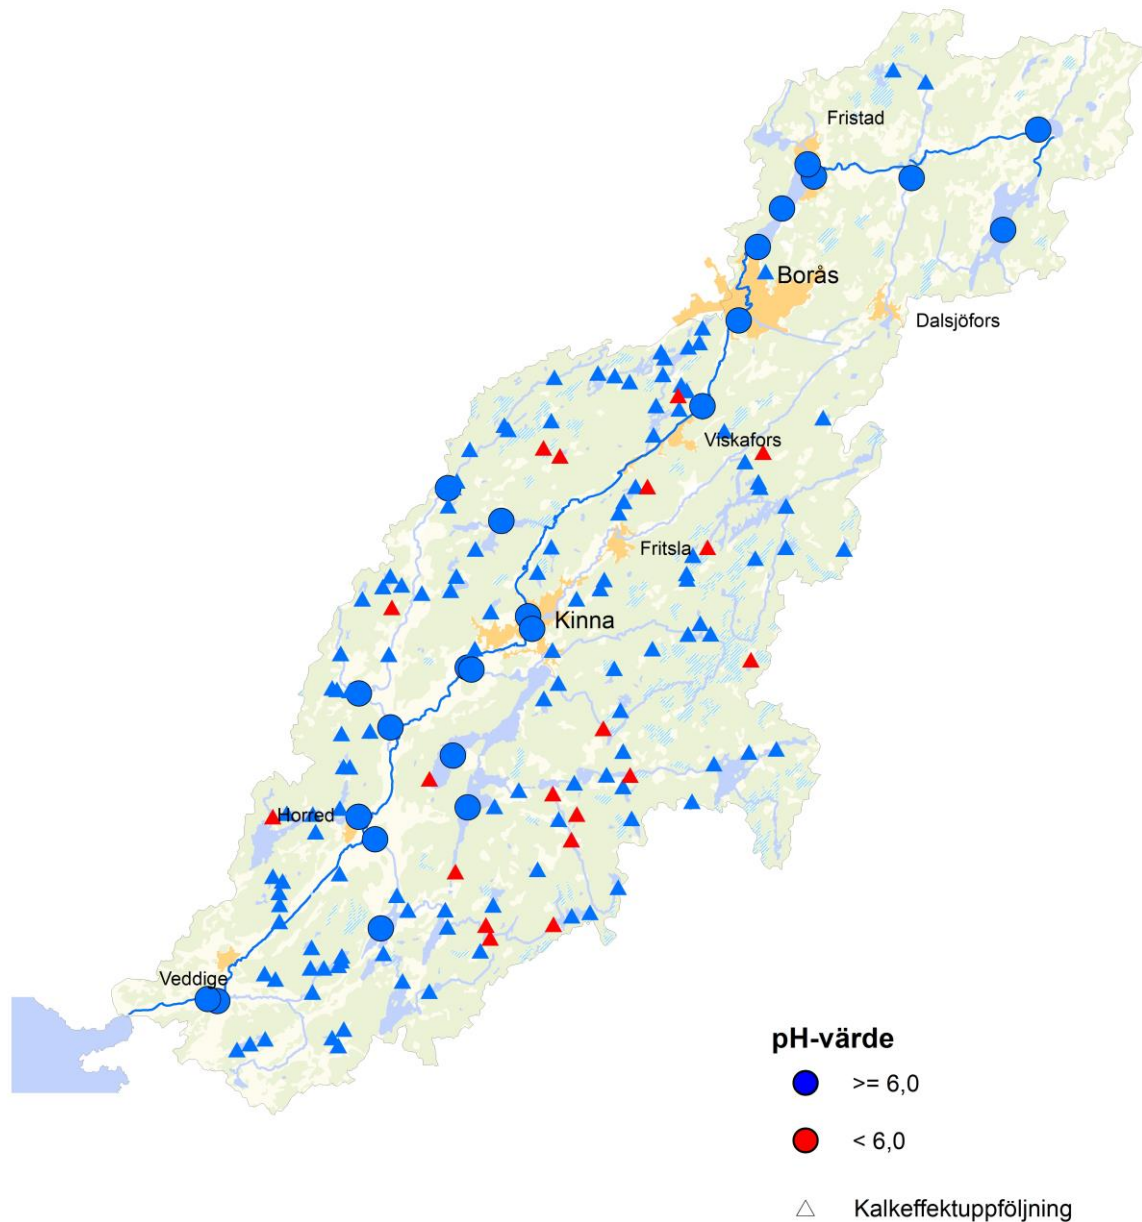 Fristad
Borås
Dalsjöfors
Viskafors
Fritsla
Kinna
Horred
Veddige
pH-värde
>= 6,0
< 6,0
Kalkeffektuppföljning